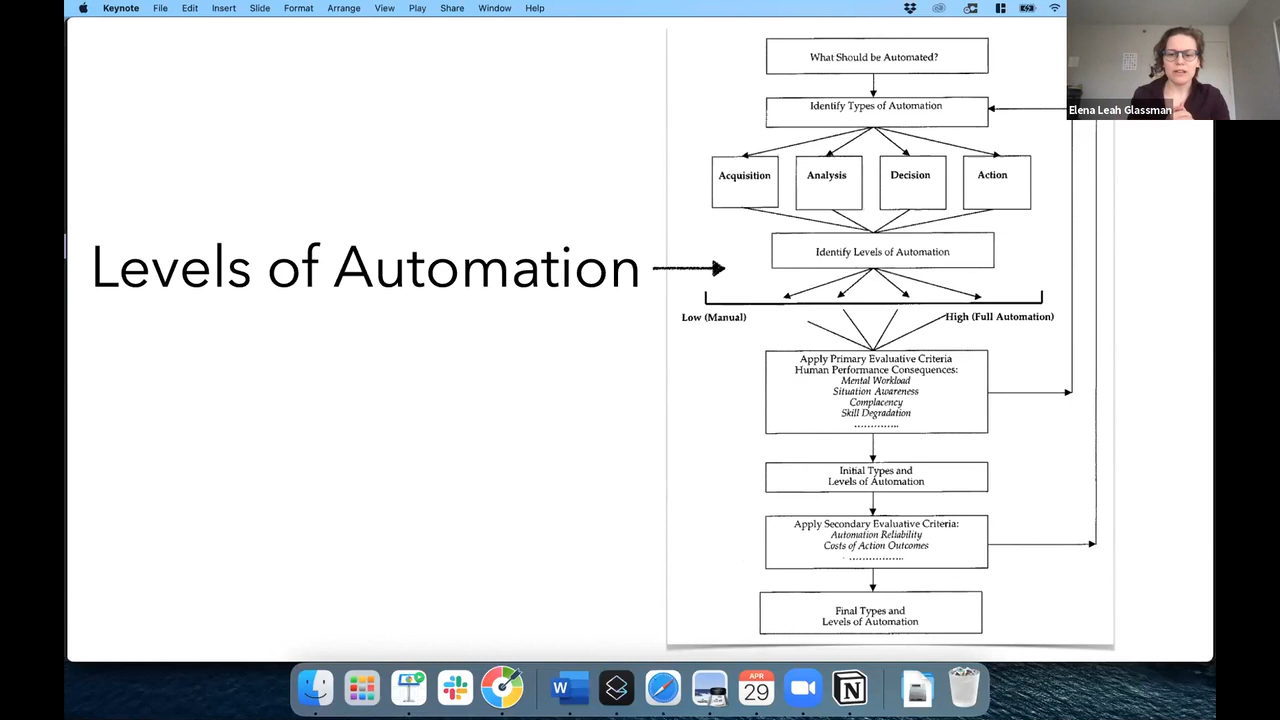 Keynote File Edit Insert Slide Format Arrange View Play Share Window Help
Elena Leah Glassman
Levels of Automation
What Should be Automated?
Identify Types of Automation
Acquisition
Analysis
Decision
Action
Identify Levels of Automation
Low (Manual)
High (Full Automation)
Apply Primary Evaluative Criteria
Human Performance Consequences:
Mental Workload
Situation Awareness
Complacency
Skill Degradation
..............
Initial Types and
Levels of Automation
Apply Secondary Evaluative Criteria:
Automation Reliability
Costs of Action Outcomes
.................
Final Types and
Levels of Automation
W
APR
29
N